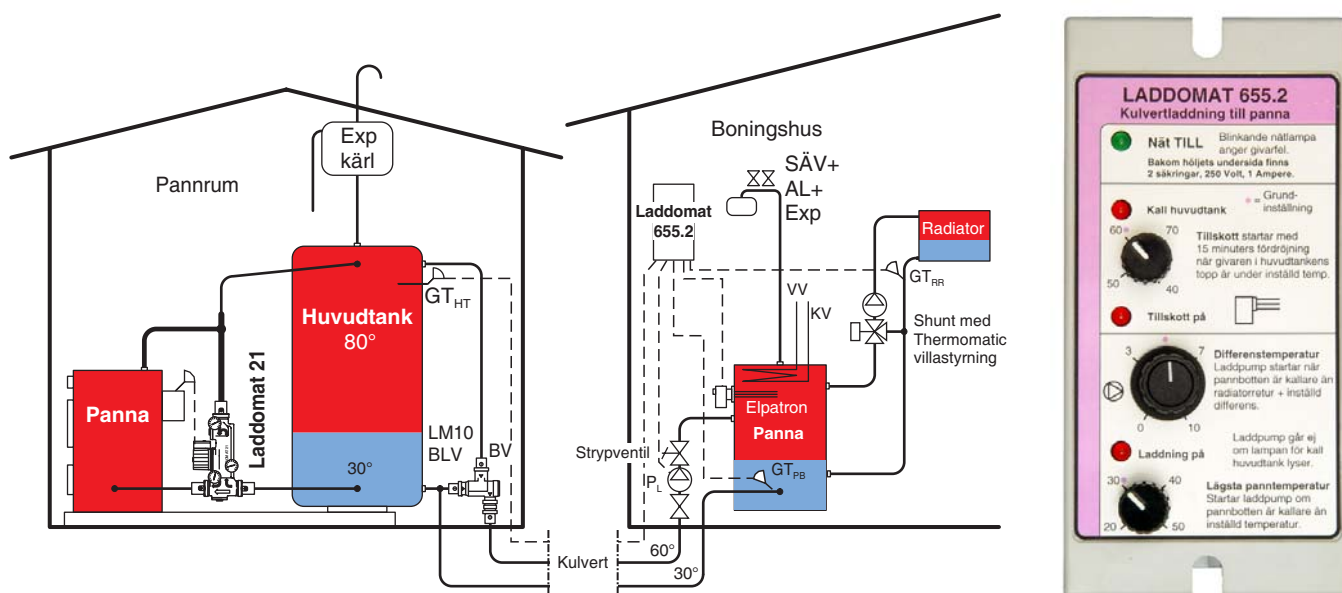 Exp
kärl
Pannrum
Huvudtank
80°
GT HT
Panna
Laddomat 21
30°
LM10
BLV
BV
Kulvert
Boningshus
SÄV+
AL+
Exp
Laddomat
655.2
Radiator
GT RR
VV
KV
Shunt med
Thermomatic
villastyrning
Elpatron
Panna
Strypventil
P L
GT PB
60°
30°
LADDOMAT 655.2
Kulvertladdning till panna
Nät TILL
Blinkande nätlampa
anger givarfel.
Bakom höljets undersida finns
2 säkringar, 250 Volt, 1 Ampere.
Kall huvudtank
= Grund-
inställning
60
70
50
40
Tillskott startar med
15 minuters fördröjning
när givaren i huvudtankens
topp är under inställd temp.
Tillskott på
3
7
0
10
Differenstemperatur
Laddpump startar när
pannbotten är kallare än
radiatorretur + inställd
differens.
Laddning på
Laddpump går ej
om lampan för kall
huvudtank lyser.
30
40
20
50
Lägsta panntemperatur
Startar laddpump om
pannbotten är kallare än
inställd temperatur.